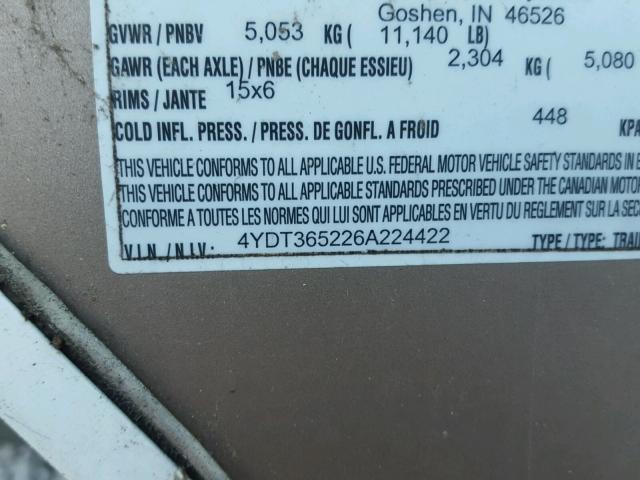 Goshen, IN 46526
GVWR / PNBV 5,053 KG ( 11,140 LB)
GAWR (EACH AXLE) / PNBE (CHAQUE ESSIEU) 2,304 KG ( 5,080
RIMS / JANTE 15x6
COLD INFL. PRESS. / PRESS. DE GONFL. A FROID 448 KPA
THIS VEHICLE CONFORMS TO ALL APPLICABLE U.S. FEDERAL MOTOR VEHICLE SAFETY STANDARDS IN E
THIS VEHICLE CONFORMS TO ALL APPLICABLE STANDARDS PRESCRIBED UNDER THE CANADIAN MOTOR
CONFORME A TOUTES LES NORMES QUI LUI SONT APPLICABLES EN VERTU DU REGLEMENT SUR LA SECU
V.I.N. / N.I.V.: 4YDT365226A224422 TYPE / TYPE: TRAI